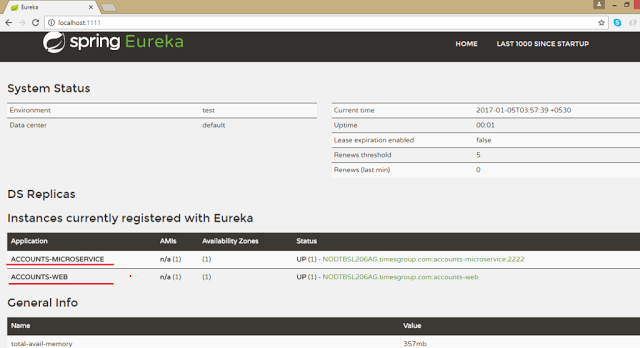 Eureka
localhost:1111
spring Eureka
HOME
LAST 1000 SINCE STARTUP
System Status
Environment test
Data center default
Current time 2017-01-05T03:57:39 +0530
Uptime 00:01
Lease expiration enabled false
Renews threshold 5
Renews (last min) 0
DS Replicas
Instances currently registered with Eureka
Application AMIs Availability Zones Status
ACCOUNTS-MICROSERVICE n/a (1) (1) UP (1) - NODTBSL206AG.timesgroup.com:accounts-microservice:2222
ACCOUNTS-WEB n/a (1) (1) UP (1) - NODTBSL206AG.timesgroup.com:accounts-web
General Info
Name Value
total-avail-memory 357mb